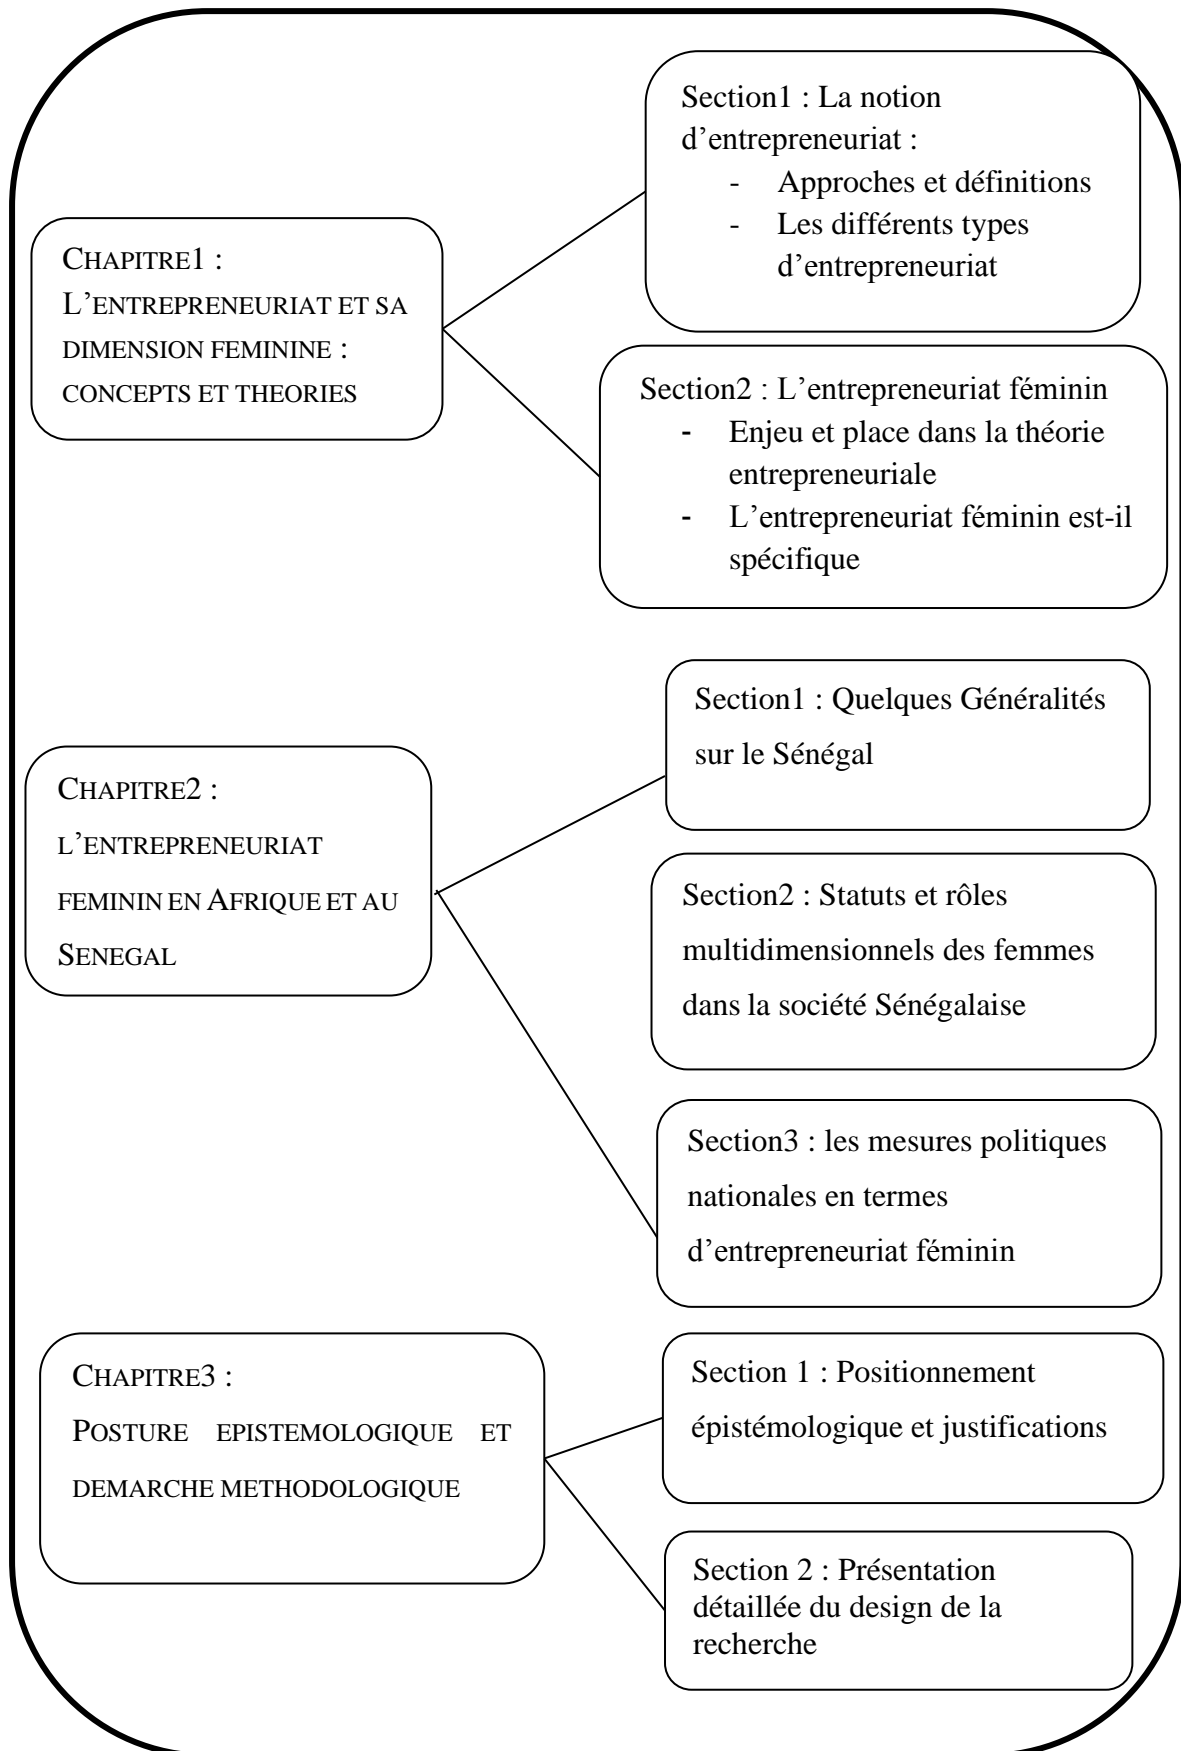 CHAPITRE1 :
L’ENTREPRENEURIAT ET SA
DIMENSION FEMININE :
CONCEPTS ET THEORIES
Section1 : La notion
d’entrepreneuriat :
- Approches et définitions
- Les différents types
d’entrepreneuriat
Section2 : L’entrepreneuriat féminin
- Enjeu et place dans la théorie
entrepreneuriale
- L’entrepreneuriat féminin est-il
spécifique
CHAPITRE2 :
L’ENTREPRENEURIAT
FEMININ EN AFRIQUE ET AU
SENEGAL
Section1 : Quelques Généralités
sur le Sénégal
Section2 : Statuts et rôles
multidimensionnels des femmes
dans la société Sénégalaise
Section3 : les mesures politiques
nationales en termes
d’entrepreneuriat féminin
CHAPITRE3 :
POSTURE EPISTEMOLOGIQUE ET
DEMARCHE METHODOLOGIQUE
Section 1 : Positionnement
épistémologique et justifications
Section 2 : Présentation
détaillée du design de la
recherche